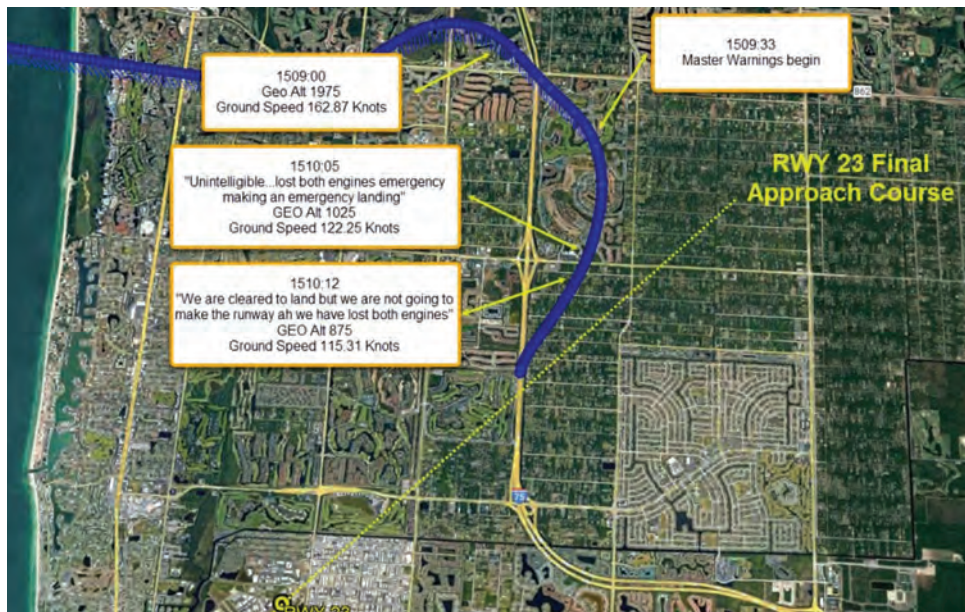 1509:00
Geo Alt 1975
Ground Speed 162.87 Knots
1509:33
Master Warnings begin
862
1510:05
"Unintelligible...lost both engines emergency
making an emergency landing"
GEO Alt 1025
Ground Speed 122.25 Knots
RWY 23 Final
Approach Course
1510:12
"We are cleared to land but we are not going to
make the runway ah we have lost both engines"
GEO Alt 875
Ground Speed 115.31 Knots
75
RWY 23